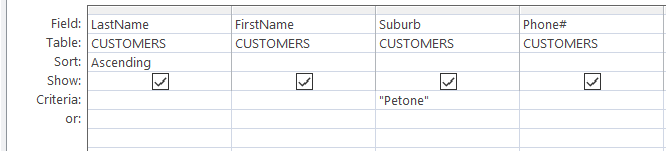 Field: LastName FirstName Suburb Phone#
Table: CUSTOMERS CUSTOMERS CUSTOMERS CUSTOMERS
Sort: Ascending
Show:
Criteria: "Petone"
or: